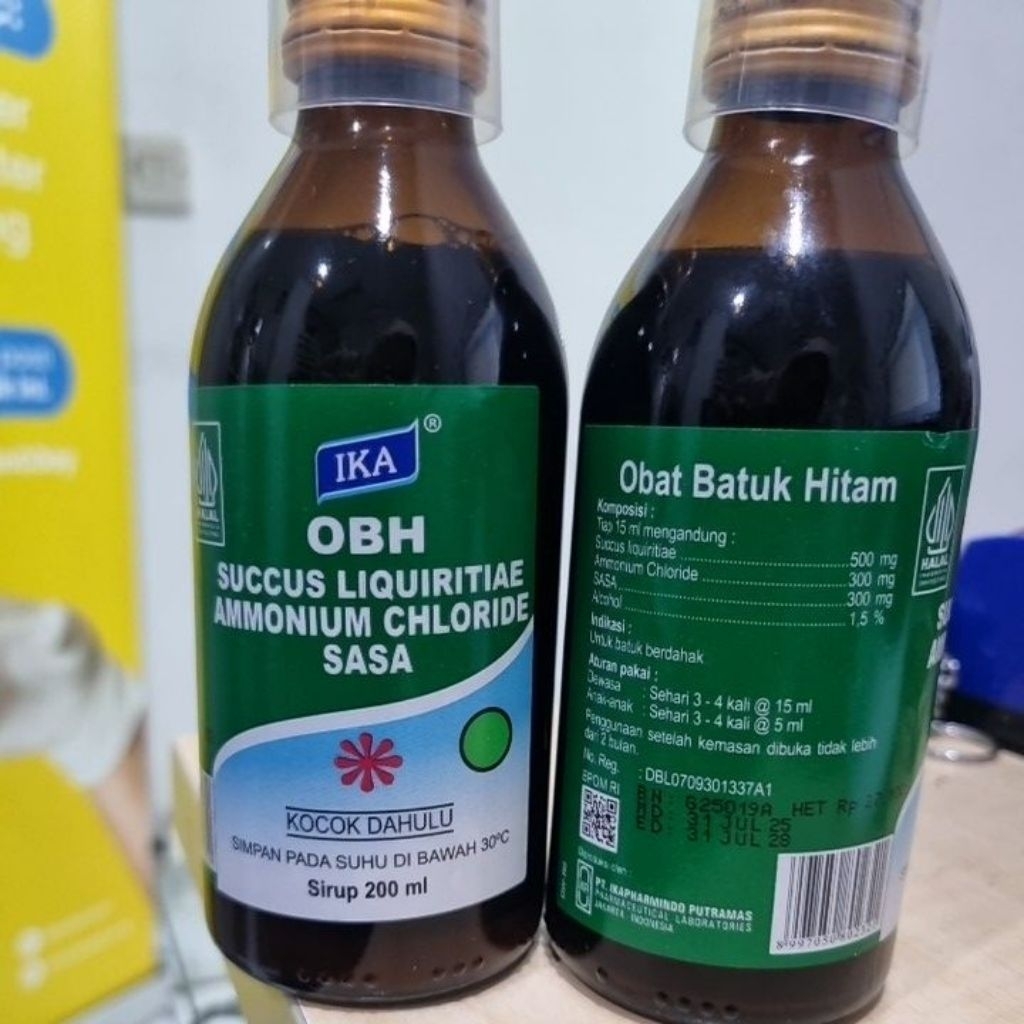 IKA
®
OBH
SUCCUS LIQUIRITIAE
AMMONIUM CHLORIDE
SASA
KOCOK DAHULU
SIMPAN PADA SUHU DI BAWAH 30ºC
Sirup 200 ml
Obat Batuk Hitam
Komposisi :
Tiap 15 ml mengandung :
Succus liquiritiae 500 mg
Ammonium Chloride 300 mg
SASA 300 mg
Alcohol 1,5 %
HALAL
Indikasi :
Untuk batuk berdahak
Aturan pakai :
Dewasa : Sehari 3 - 4 kali @ 15 ml
Anak-anak : Sehari 3 - 4 kali @ 5 ml
Penggunaan setelah kemasan dibuka tidak lebih
dari 2 bulan.
No. Reg. : DBL0709301337A1
BPOM RI
625019A HET Rp
31 JUL 25
31 JUL 28
PT. IKAPHARMINDO PUTRAMAS
PHARMACEUTICAL LABORATORIES
JAKARTA, INDONESIA